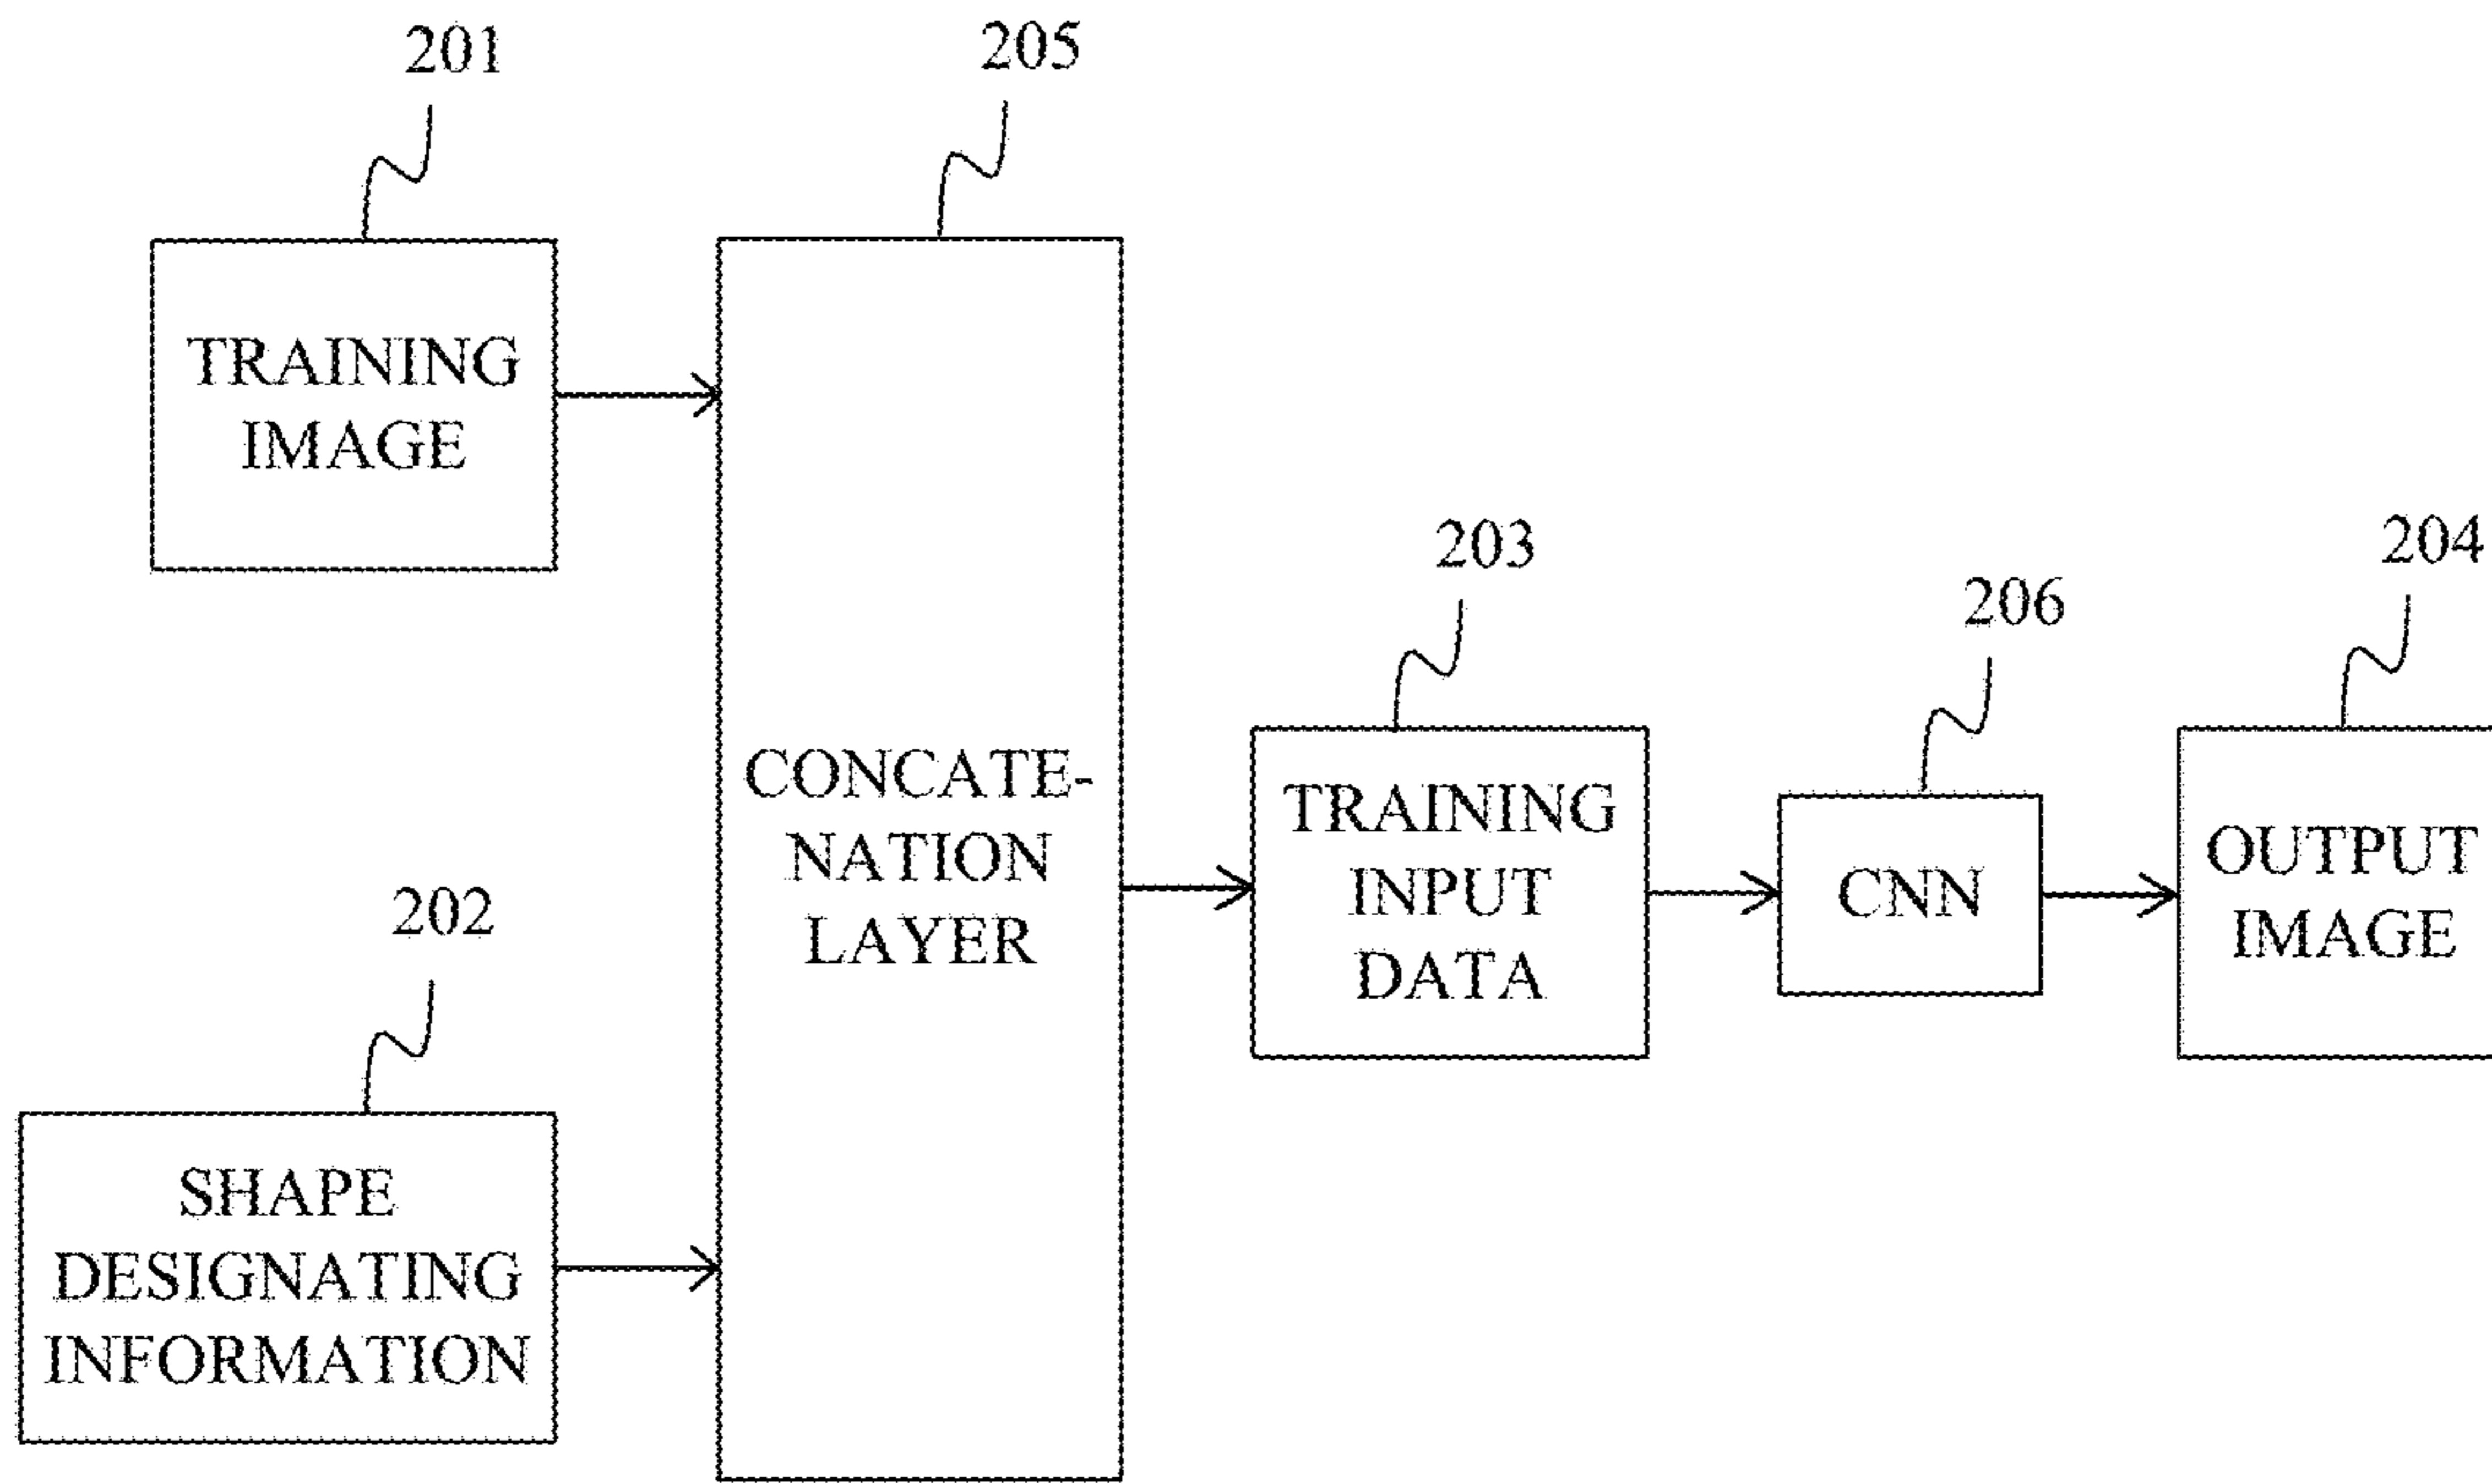 201
205
TRAINING
IMAGE
203
204
206
CONCATE-
NATION
LAYER
TRAINING
INPUT
DATA
CNN
OUTPUT
IMAGE
202
SHAPE
DESIGNATING
INFORMATION